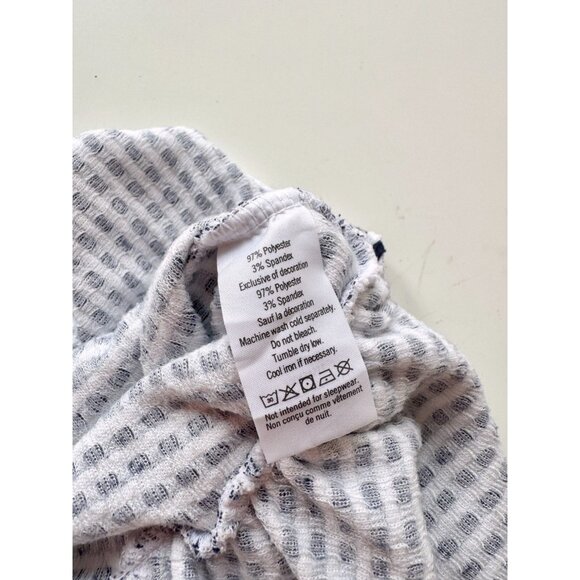 97% Polyester
3% Spandex
Exclusive of decoration
97% Polyester
3% Spandex
Sauf la décoration
Machine wash cold separately.
Do not bleach.
Tumble dry low.
Cool iron if necessary.
30
Not intended for sleepwear.
Non conçu comme vêtement
de nuit.